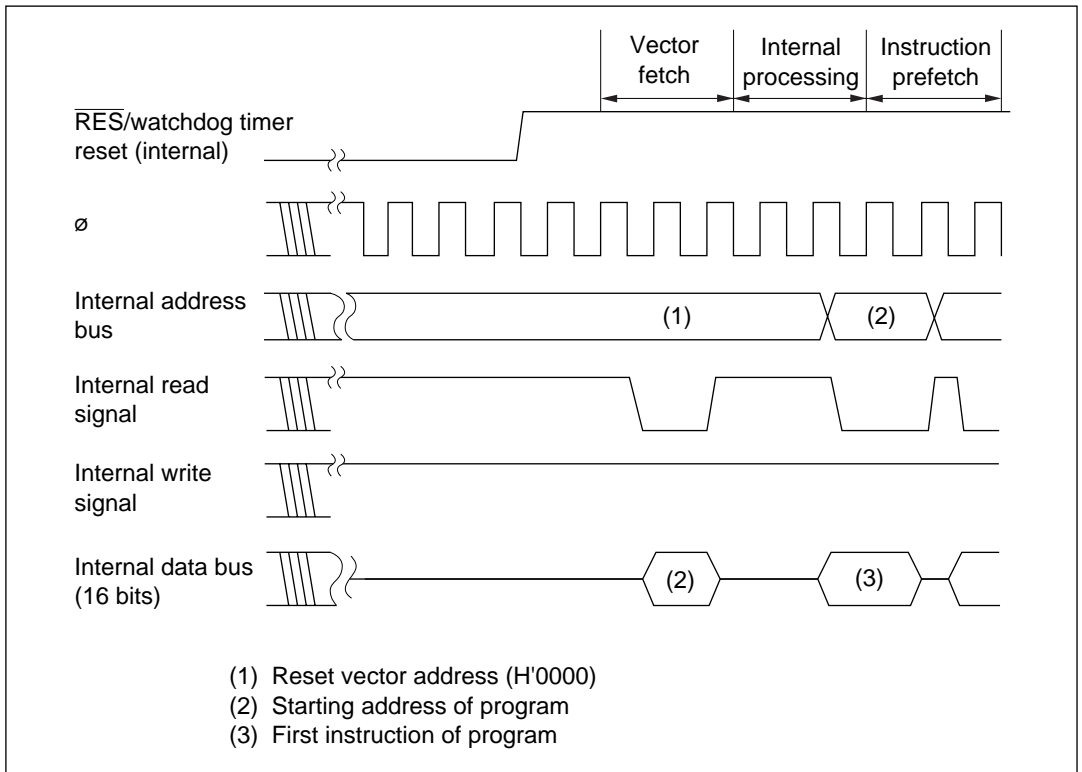 Vector
fetch
Internal
processing
Instruction
prefetch
RES/watchdog timer
reset (internal)
ø
Internal address
bus
(1)
(2)
Internal read
signal
Internal write
signal
Internal data bus
(16 bits)
(2)
(3)
(1) Reset vector address (H'0000)
(2) Starting address of program
(3) First instruction of program